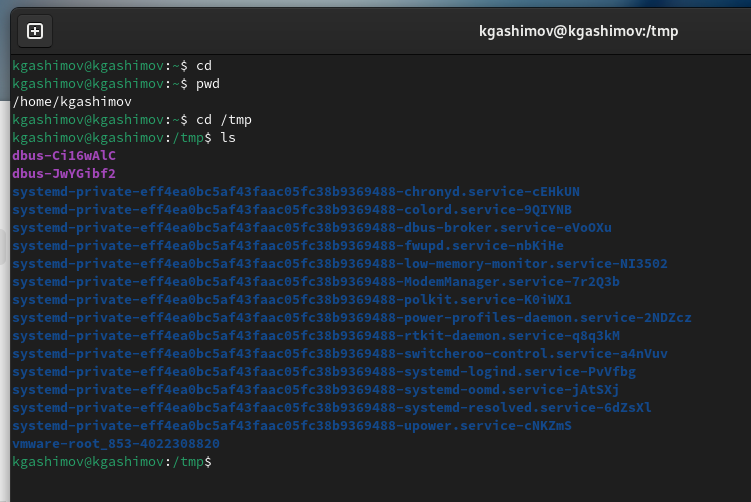 kgashimov@kgashimov:/tmp
kgashimov@kgashimov:~$ cd
kgashimov@kgashimov:~$ pwd
/home/kgashimov
kgashimov@kgashimov:~$ cd /tmp
kgashimov@kgashimov:/tmp$ ls
dbus-Ci16wAlC
dbus-JwYGibf2
systemd-private-eff4ea0bc5af43faac05fc38b9369488-chronyd.service-cEHkUN
systemd-private-eff4ea0bc5af43faac05fc38b9369488-colord.service-9QIYNB
systemd-private-eff4ea0bc5af43faac05fc38b9369488-dbus-broker.service-eVoOXu
systemd-private-eff4ea0bc5af43faac05fc38b9369488-fwupd.service-nbKiHe
systemd-private-eff4ea0bc5af43faac05fc38b9369488-low-memory-monitor.service-NI3502
systemd-private-eff4ea0bc5af43faac05fc38b9369488-ModemManager.service-7r2Q3b
systemd-private-eff4ea0bc5af43faac05fc38b9369488-polkit.service-K0iWX1
systemd-private-eff4ea0bc5af43faac05fc38b9369488-power-profiles-daemon.service-2NDZcz
systemd-private-eff4ea0bc5af43faac05fc38b9369488-rtkit-daemon.service-q8q3kM
systemd-private-eff4ea0bc5af43faac05fc38b9369488-switcheroo-control.service-a4nVuv
systemd-private-eff4ea0bc5af43faac05fc38b9369488-systemd-logind.service-PvVfbg
systemd-private-eff4ea0bc5af43faac05fc38b9369488-systemd-oomd.service-jAtSXj
systemd-private-eff4ea0bc5af43faac05fc38b9369488-systemd-resolved.service-6dZsXl
systemd-private-eff4ea0bc5af43faac05fc38b9369488-upower.service-cNKZmS
vmware-root_853-4022308820
kgashimov@kgashimov:/tmp$